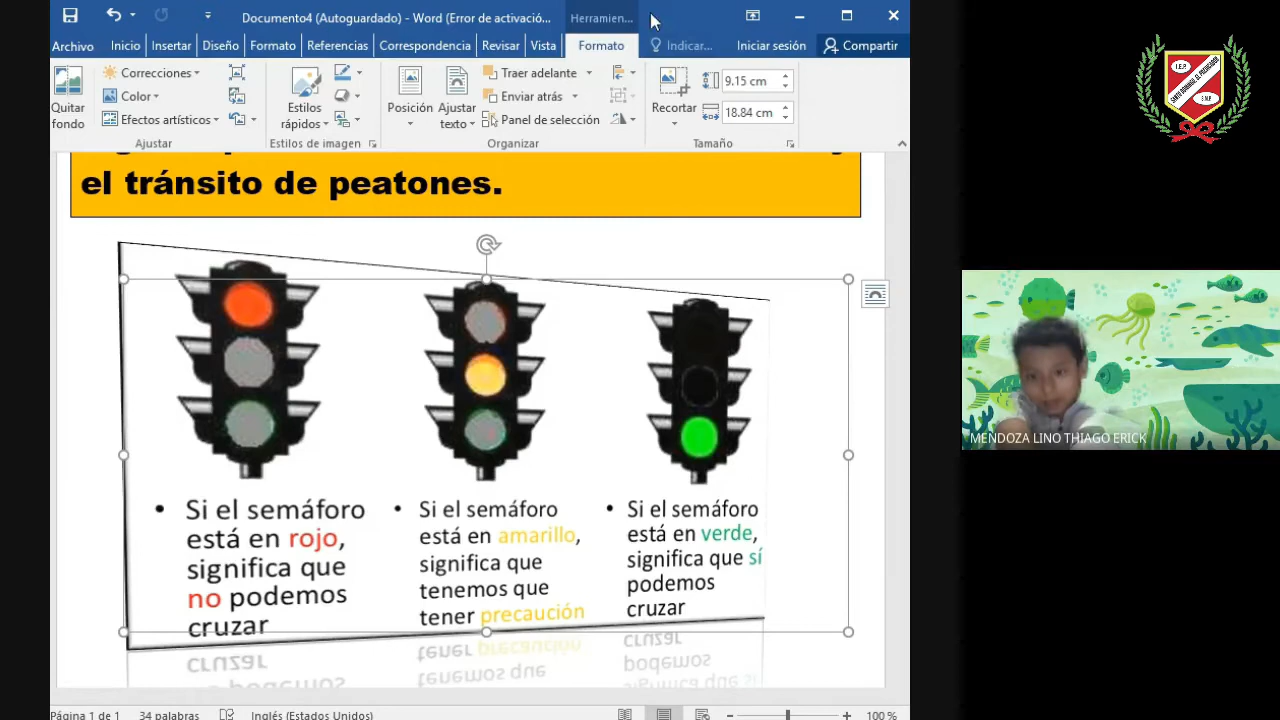 Documento4 (Autoguardado) - Word (Error de activació...
Herramien...
Archivo Inicio Insertar Diseño Formato Referencias Correspondencia Revisar Vista Formato Indicar... Iniciar sesión Compartir
Quitar fondo
Correcciones
Color
Efectos artísticos
Ajustar
Estilos rápidos
Estilos de imagen
Posición
Ajustar texto
Traer adelante
Enviar atrás
Panel de selección
Organizar
Recortar
9.15 cm
18.84 cm
Tamaño
el tránsito de peatones.
• Si el semáforo
está en rojo,
significa que
no podemos
cruzar
• Si el semáforo
está en amarillo,
significa que
tenemos que
tener precaución
• Si el semáforo
está en verde,
significa que sí
podemos
cruzar
Página 1 de 1 34 palabras Inglés (Estados Unidos) 100 %
I.E.P.
MENDOZA LINO THIAGO ERICK